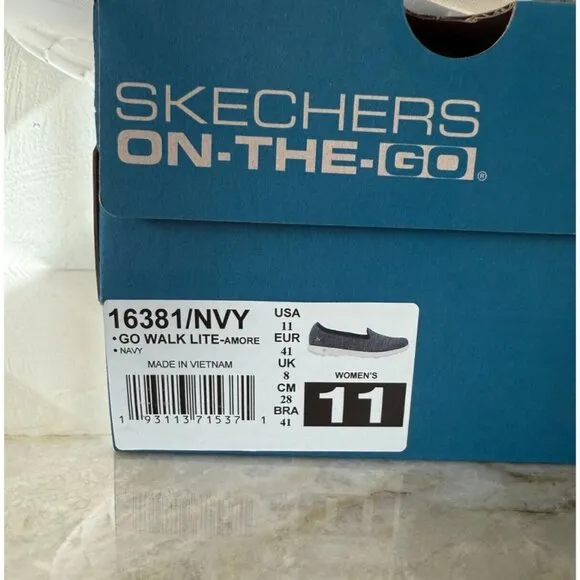 SKECHERS
ON-THE-GO®
16381/NVY
• GO WALK LITE-AMORE
• NAVY
MADE IN VIETNAM
1 93113 71537 1
USA
11
EUR
41
UK
8
CM
28
BRA
41
WOMEN'S
11